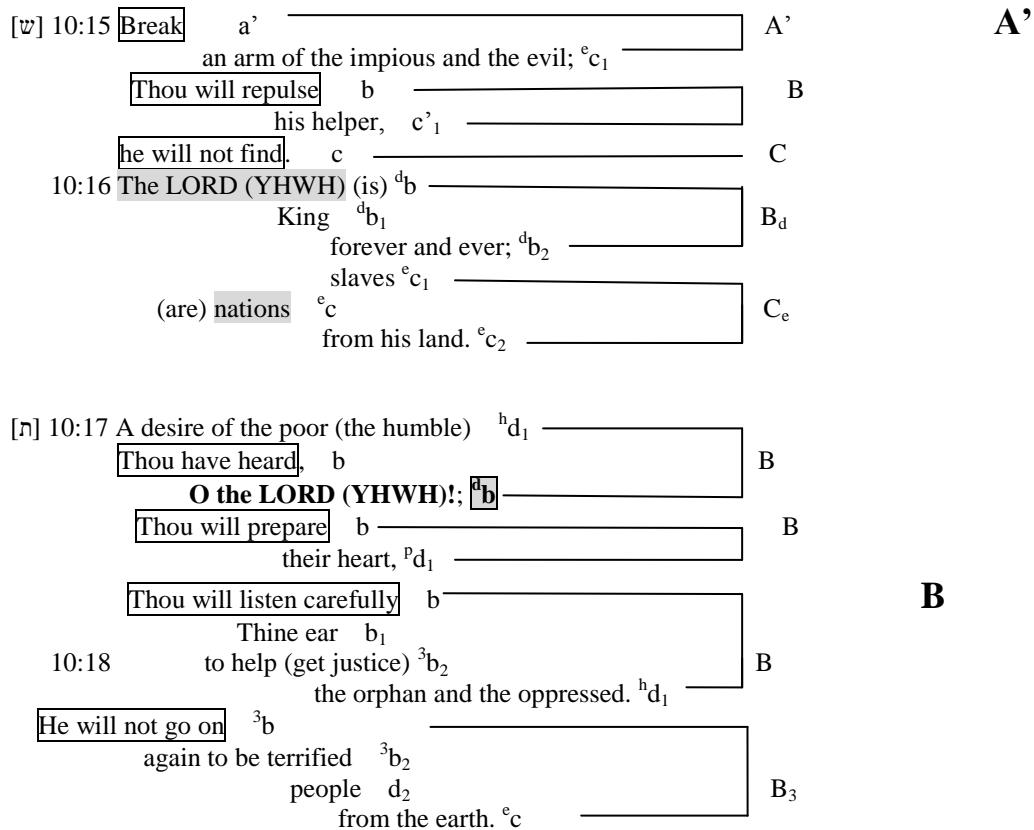 [ש] 10:15 Break a’ A’ A’
an arm of the impious and the evil; ᵉc₁
Thou will repulse b B
his helper, c’₁
he will not find. c C
10:16 The LORD (YHWH) (is) ᵈb
King ᵈb₁ B_d
forever and ever; ᵈb₂
slaves ᵉc₁
(are) nations ᵉc Cₑ
from his land. ᵉc₂
[ת] 10:17 A desire of the poor (the humble) ʰd₁
Thou have heard, b B
O the LORD (YHWH)!; ᵈb
Thou will prepare b B
their heart, ᵖd₁
Thou will listen carefully b B
Thine ear b₁
10:18 to help (get justice) ³b₂ B
the orphan and the oppressed. ʰd₁
He will not go on ³b
again to be terrified ³b₂
people d₂ B₃
from the earth. ᵉc